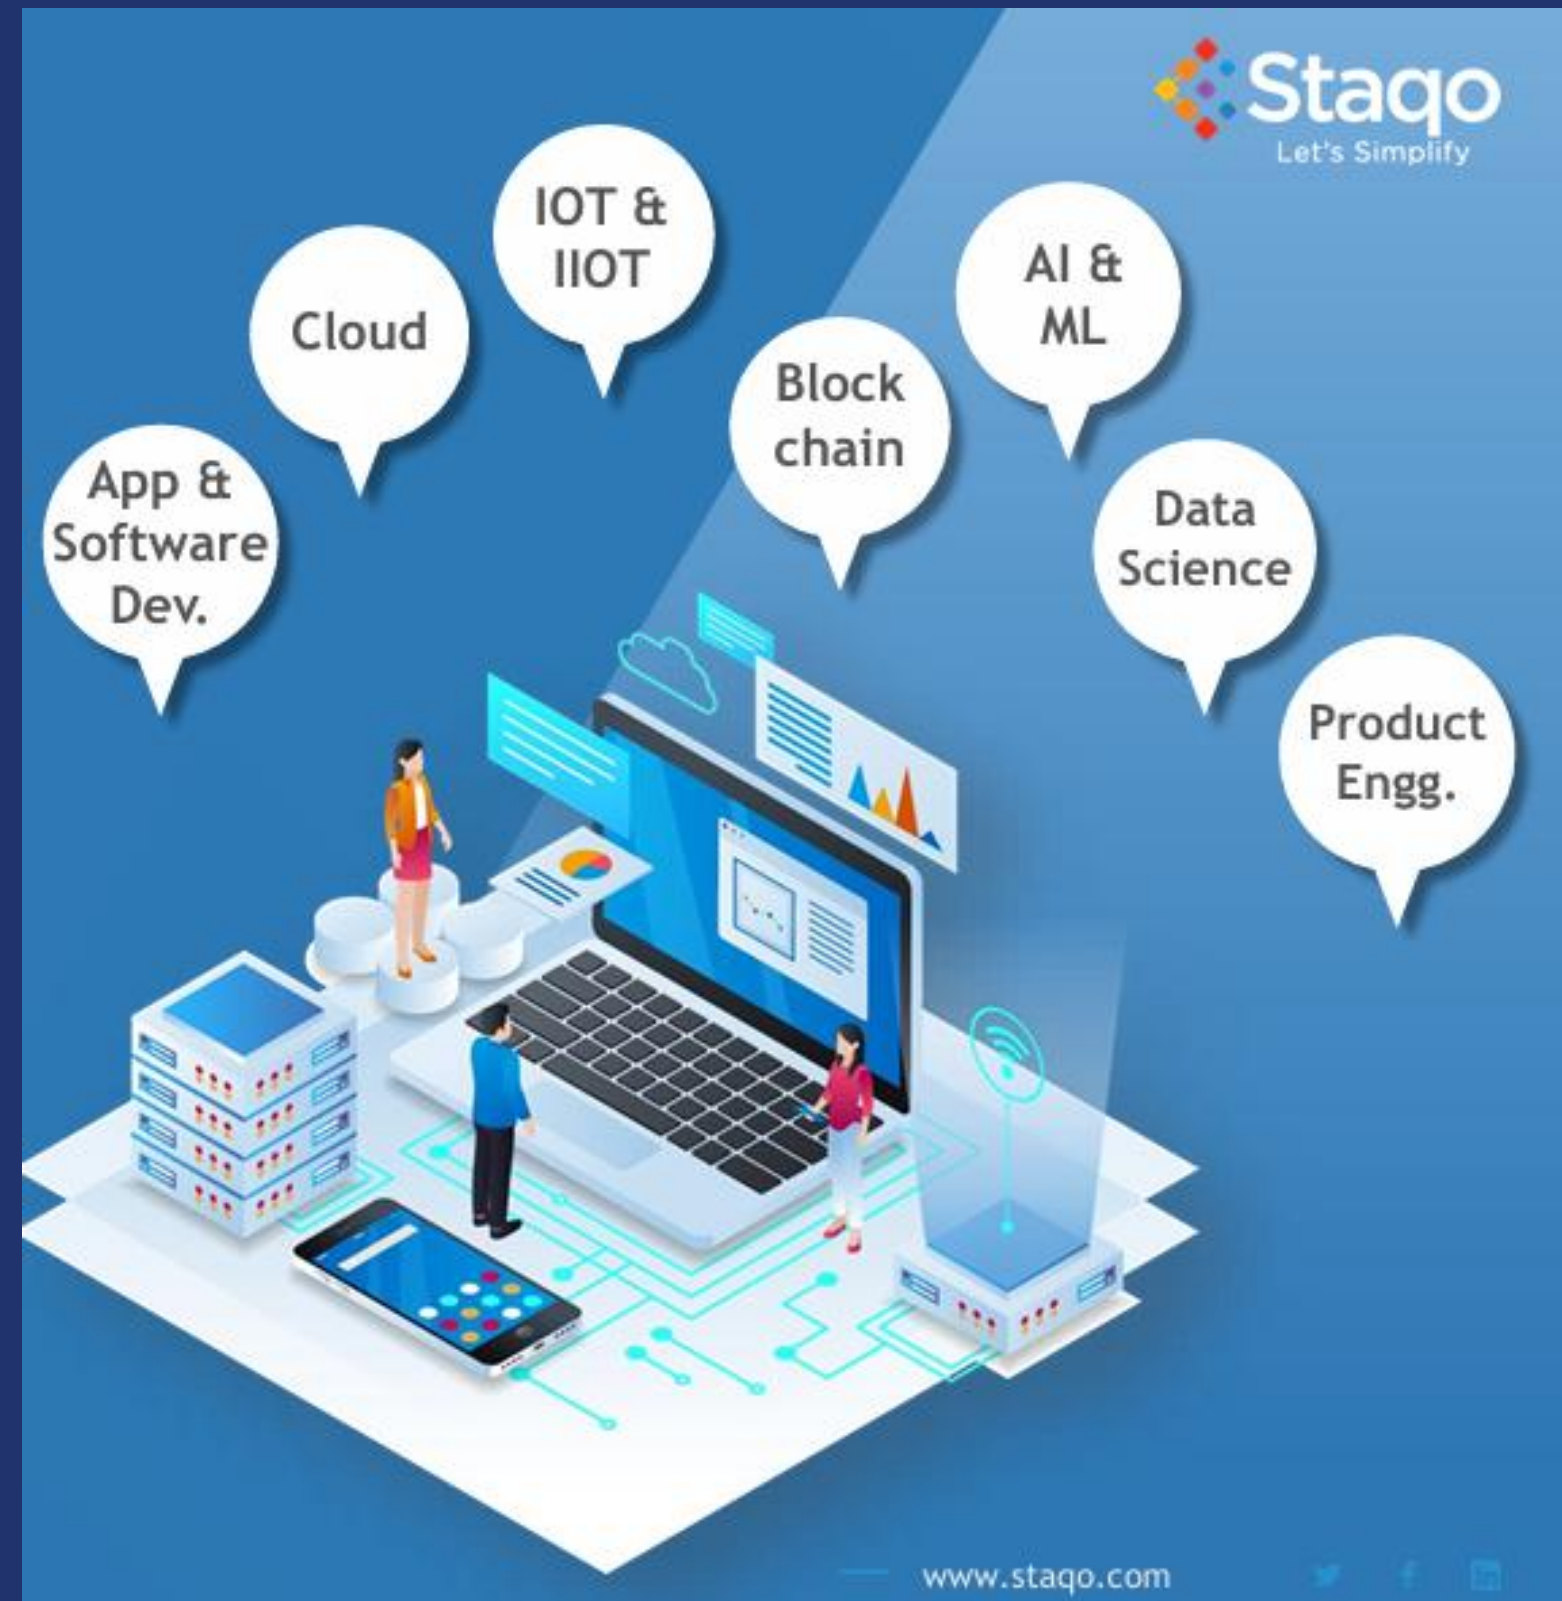 Staqo
Let's Simplify
IOT &
IIOT
AI &
ML
Cloud
Block
chain
App &
Software
Dev.
Data
Science
Product
Engg.
www.staqo.com